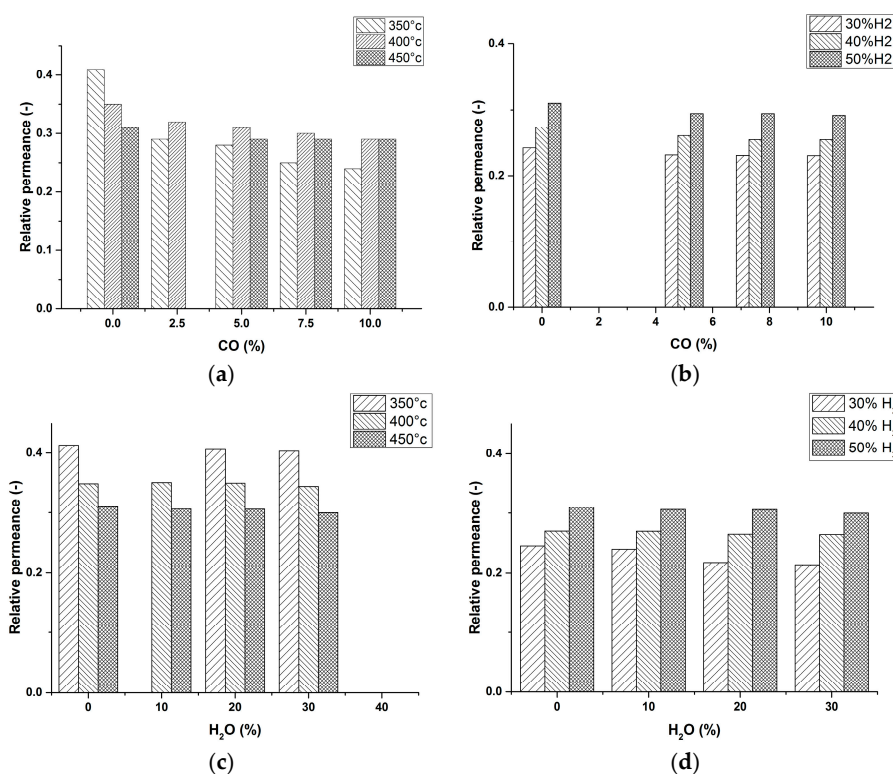 350°c
400°c
450°c
Relative permeance (-)
0.4
0.3
0.2
0.1
0.0
0.0 2.5 5.0 7.5 10.0
CO (%)
(a)
30%H2
40%H2
50%H2
Relative permeance (-)
0.4
0.2
0.0
0 2 4 6 8 10
CO (%)
(b)
350°c
400°c
450°c
Relative permeance (-)
0.4
0.2
0.0
0 10 20 30 40
H₂O (%)
(c)
30% H
40% H
50% H
Relative permeance (-)
0.4
0.2
0.0
0 10 20 30
H₂O (%)
(d)